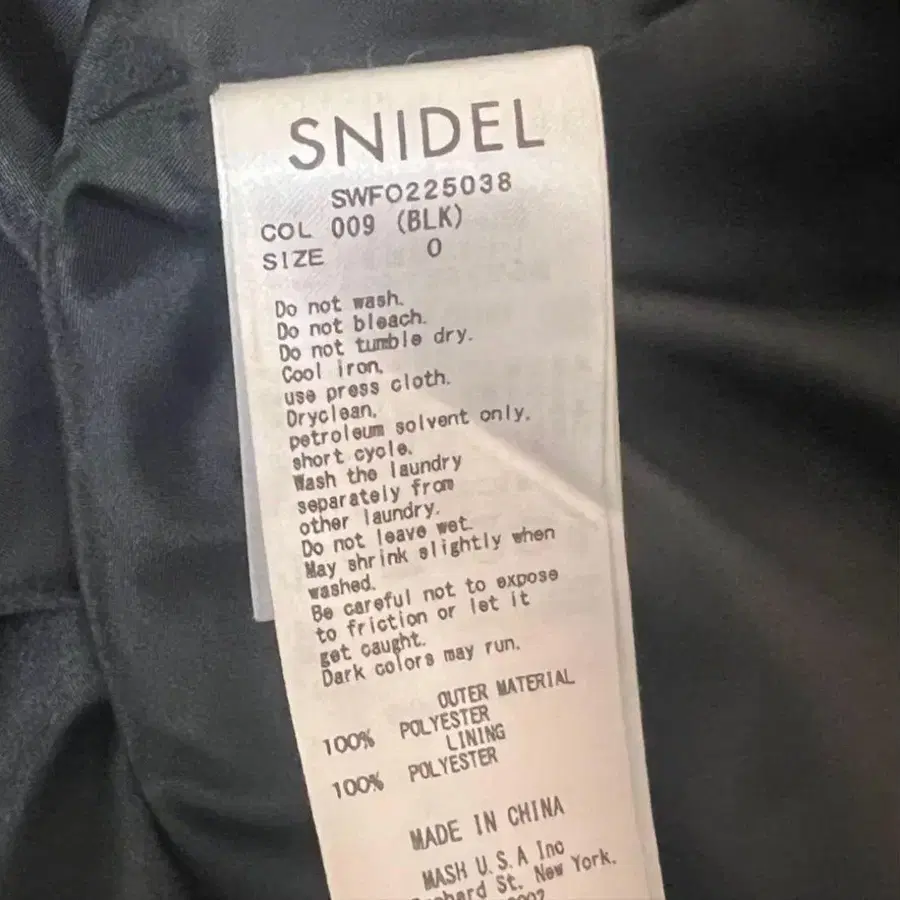 SNIDEL
SWFO225038
COL 009 (BLK)
SIZE 0
Do not wash.
Do not bleach.
Do not tumble dry.
Cool iron.
use press cloth.
Dryclean.
petroleum solvent only.
short cycle.
Wash the laundry
separately from
other laundry.
Do not leave wet.
May shrink slightly when
washed.
Be careful not to expose
to friction or let it
get caught.
Dark colors may run.
OUTER MATERIAL
100% POLYESTER
LINING
100% POLYESTER
MADE IN CHINA
MASH U.S.A Inc
St. New York.